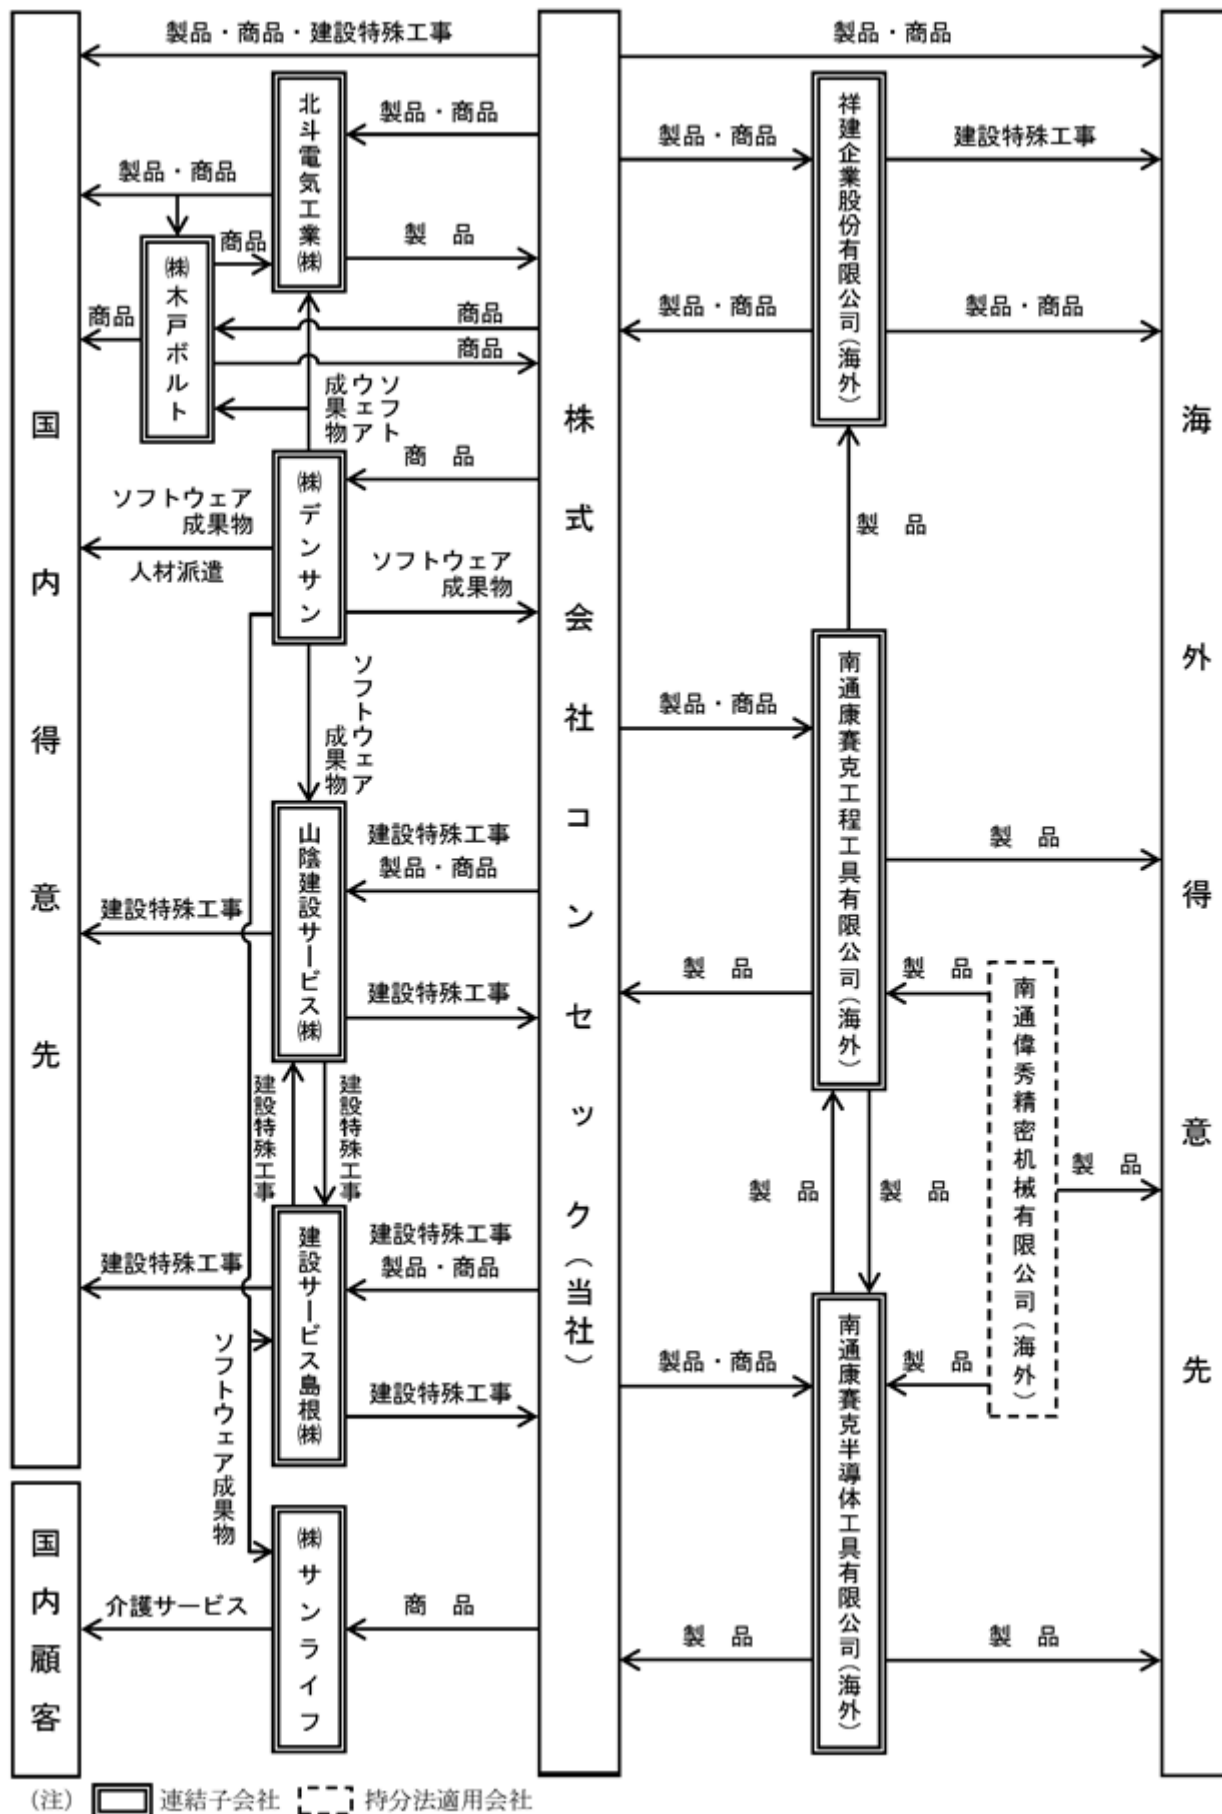 製品・商品・建設特殊工事
製品・商品
北斗電気工業㈱
製品・商品
製品・商品
製　品
㈱木戸ボルト
商品
商品
商品
商品
ソフトウェア
成果物
㈱デンサン
商　品
ソフトウェア
成果物
人材派遣
ソフトウェア
成果物
ソフトウェア
成果物
山陰建設サービス㈱
建設特殊工事
製品・商品
建設特殊工事
建設特殊工事
建設特殊工事
建設特殊工事
建設サービス島根㈱
建設特殊工事
製品・商品
建設特殊工事
建設特殊工事
ソフトウェア成果物
㈱サンライフ
介護サービス
商　品
国内得意先
国内顧客
株式会社コンセック(当社)
祥建企業股份有限公司(海外)
製品・商品
建設特殊工事
製品・商品
製品・商品
製　品
南通康賽克工程工具有限公司(海外)
製品・商品
製　品
製　品
製　品
南通偉秀精密机械有限公司(海外)
製　品
製　品
製　品
製　品
南通康賽克半導体工具有限公司(海外)
製品・商品
製　品
製　品
海外得意先
(注)　連結子会社　持分法適用会社